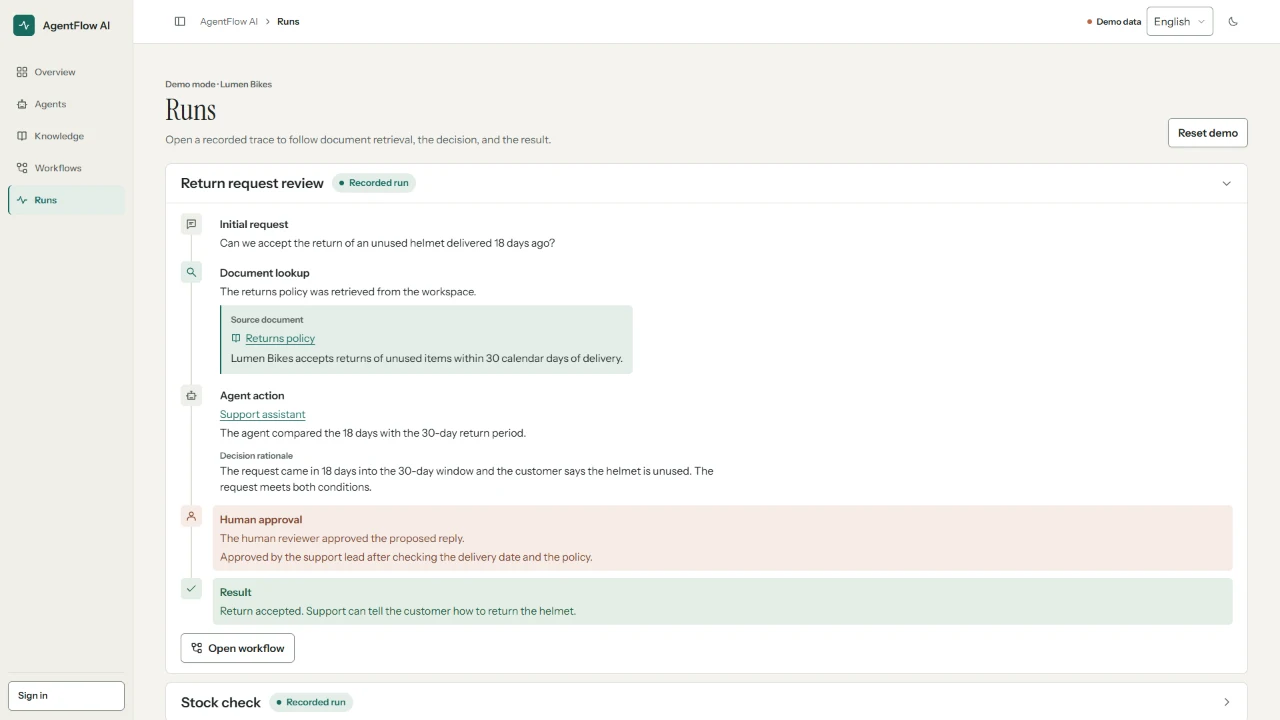 AgentFlow AI
AgentFlow AI > Runs
Demo data
English
Overview
Agents
Knowledge
Workflows
Runs
Demo mode · Lumen Bikes
Runs
Open a recorded trace to follow document retrieval, the decision, and the result.
Reset demo
Return request review
Recorded run
Initial request
Can we accept the return of an unused helmet delivered 18 days ago?
Document lookup
The returns policy was retrieved from the workspace.
Source document
Returns policy
Lumen Bikes accepts returns of unused items within 30 calendar days of delivery.
Agent action
Support assistant
The agent compared the 18 days with the 30-day return period.
Decision rationale
The request came in 18 days into the 30-day window and the customer says the helmet is unused. The
request meets both conditions.
Human approval
The human reviewer approved the proposed reply.
Approved by the support lead after checking the delivery date and the policy.
Result
Return accepted. Support can tell the customer how to return the helmet.
Open workflow
Stock check
Recorded run
Sign in